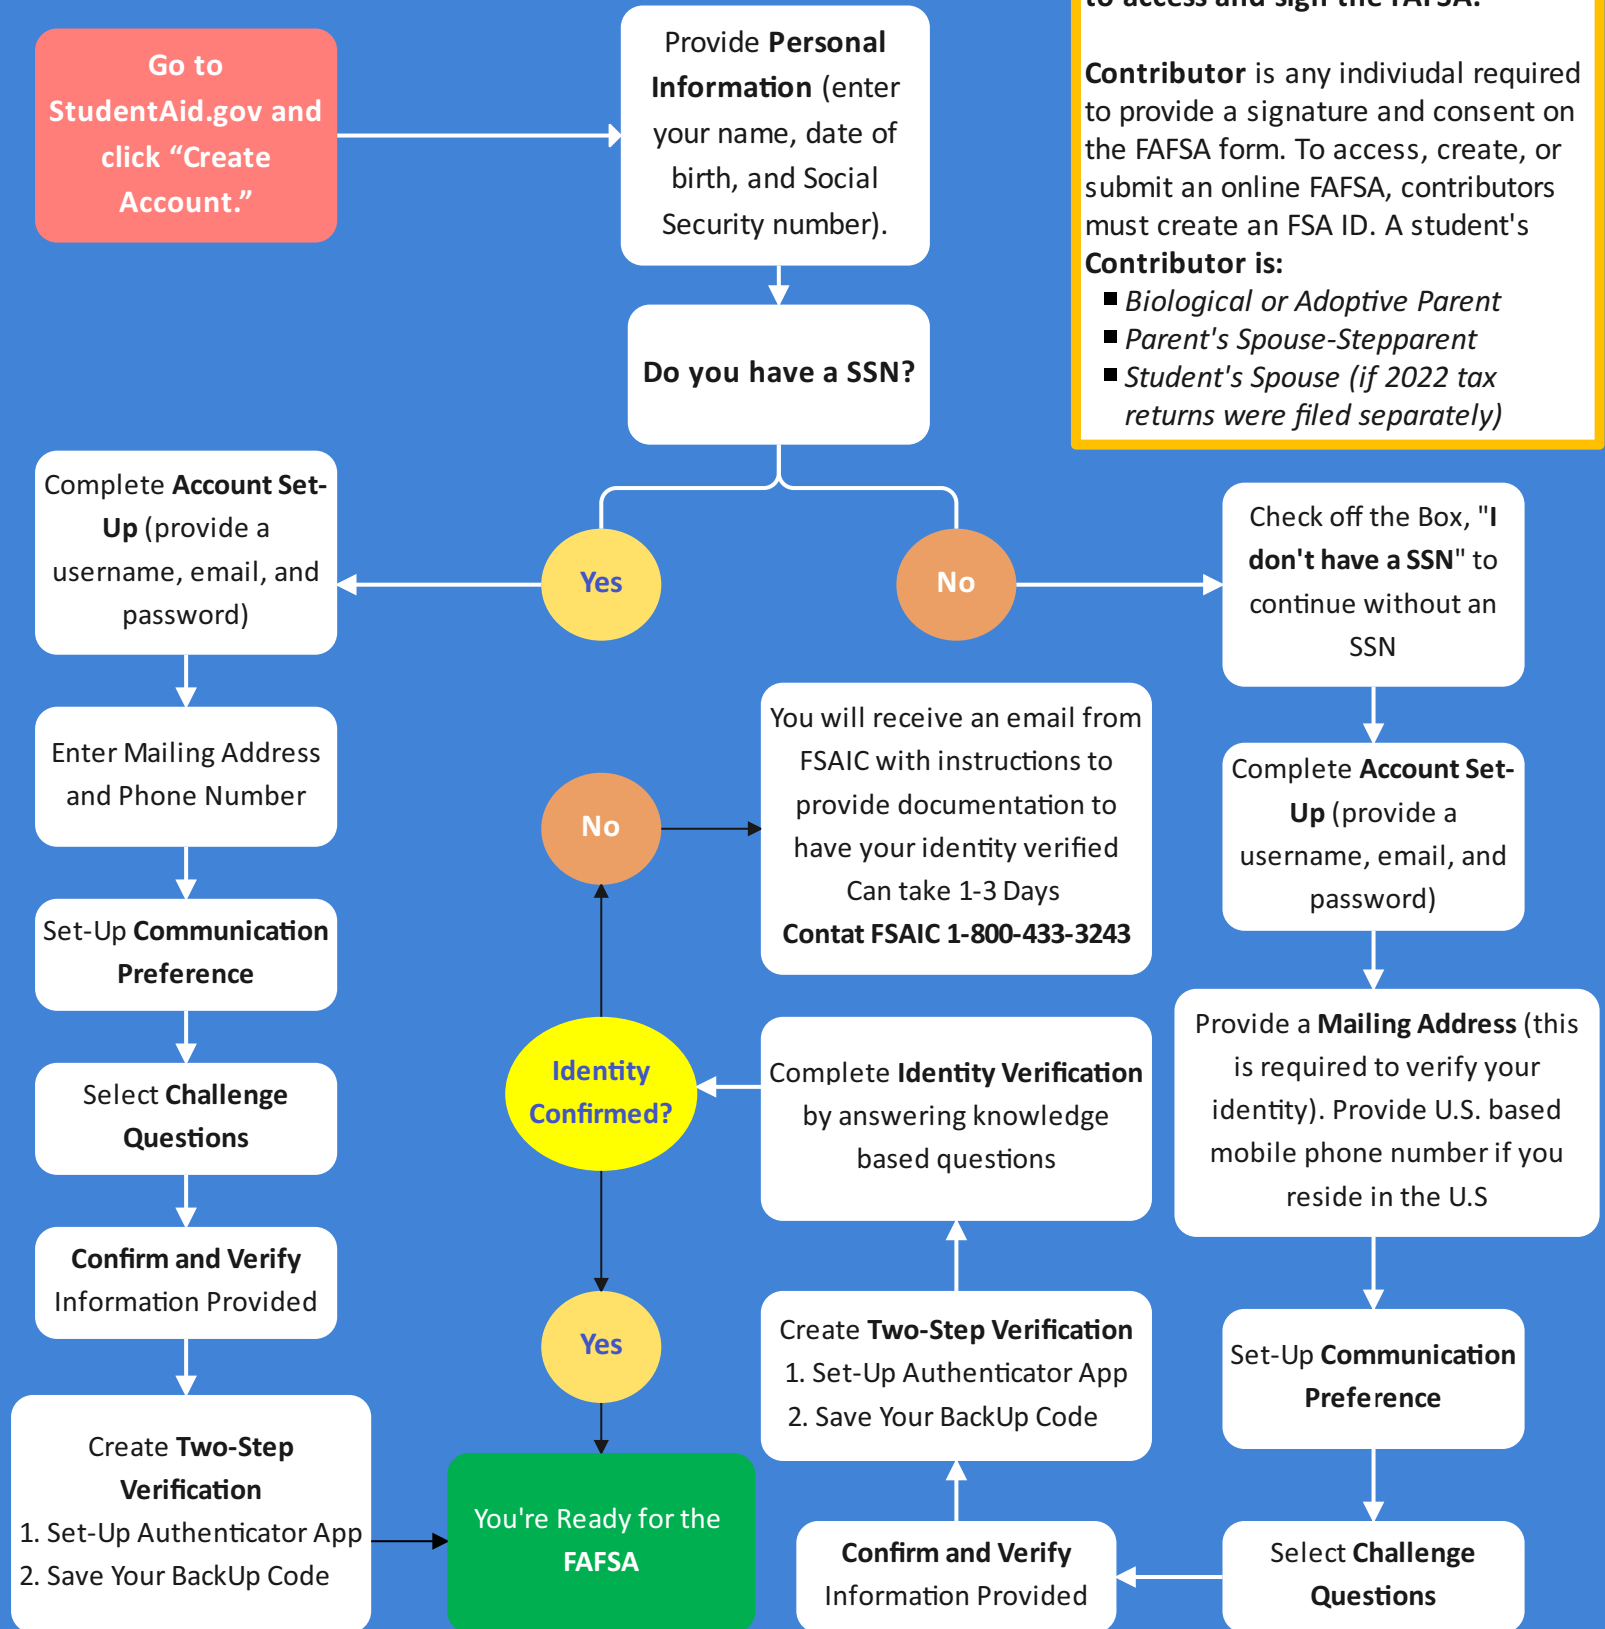 to access and sign the FAFSA.
Go to
StudentAid.gov and
click “Create
Account.”
Provide Personal
Information (enter
your name, date of
birth, and Social
Security number).
Contributor is any indiviudal required
to provide a signature and consent on
the FAFSA form. To access, create, or
submit an online FAFSA, contributors
must create an FSA ID. A student's
Contributor is:
Biological or Adoptive Parent
Parent's Spouse-Stepparent
Student's Spouse (if 2022 tax
returns were filed separately)
Do you have a SSN?
Yes
No
Complete Account Set-
Up (provide a
username, email, and
password)
Enter Mailing Address
and Phone Number
Set-Up Communication
Preference
Select Challenge
Questions
Confirm and Verify
Information Provided
Create Two-Step
Verification
1. Set-Up Authenticator App
2. Save Your BackUp Code
Check off the Box, "I
don't have a SSN" to
continue without an
SSN
Complete Account Set-
Up (provide a
username, email, and
password)
Provide a Mailing Address (this
is required to verify your
identity). Provide U.S. based
mobile phone number if you
reside in the U.S
Set-Up Communication
Preference
Select Challenge
Questions
Confirm and Verify
Information Provided
Create Two-Step Verification
1. Set-Up Authenticator App
2. Save Your BackUp Code
Complete Identity Verification
by answering knowledge
based questions
Identity
Confirmed?
No
You will receive an email from
FSAIC with instructions to
provide documentation to
have your identity verified
Can take 1-3 Days
Contat FSAIC 1-800-433-3243
Yes
You're Ready for the
FAFSA